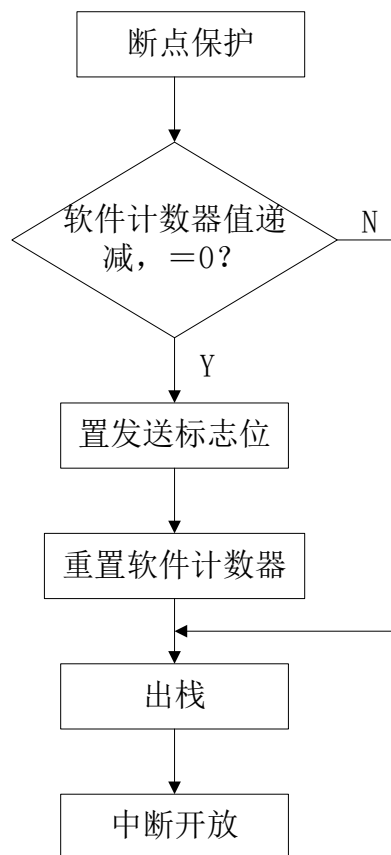 断点保护
软件计数器值递
减，＝0？
N
Y
置发送标志位
重置软件计数器
出栈
中断开放